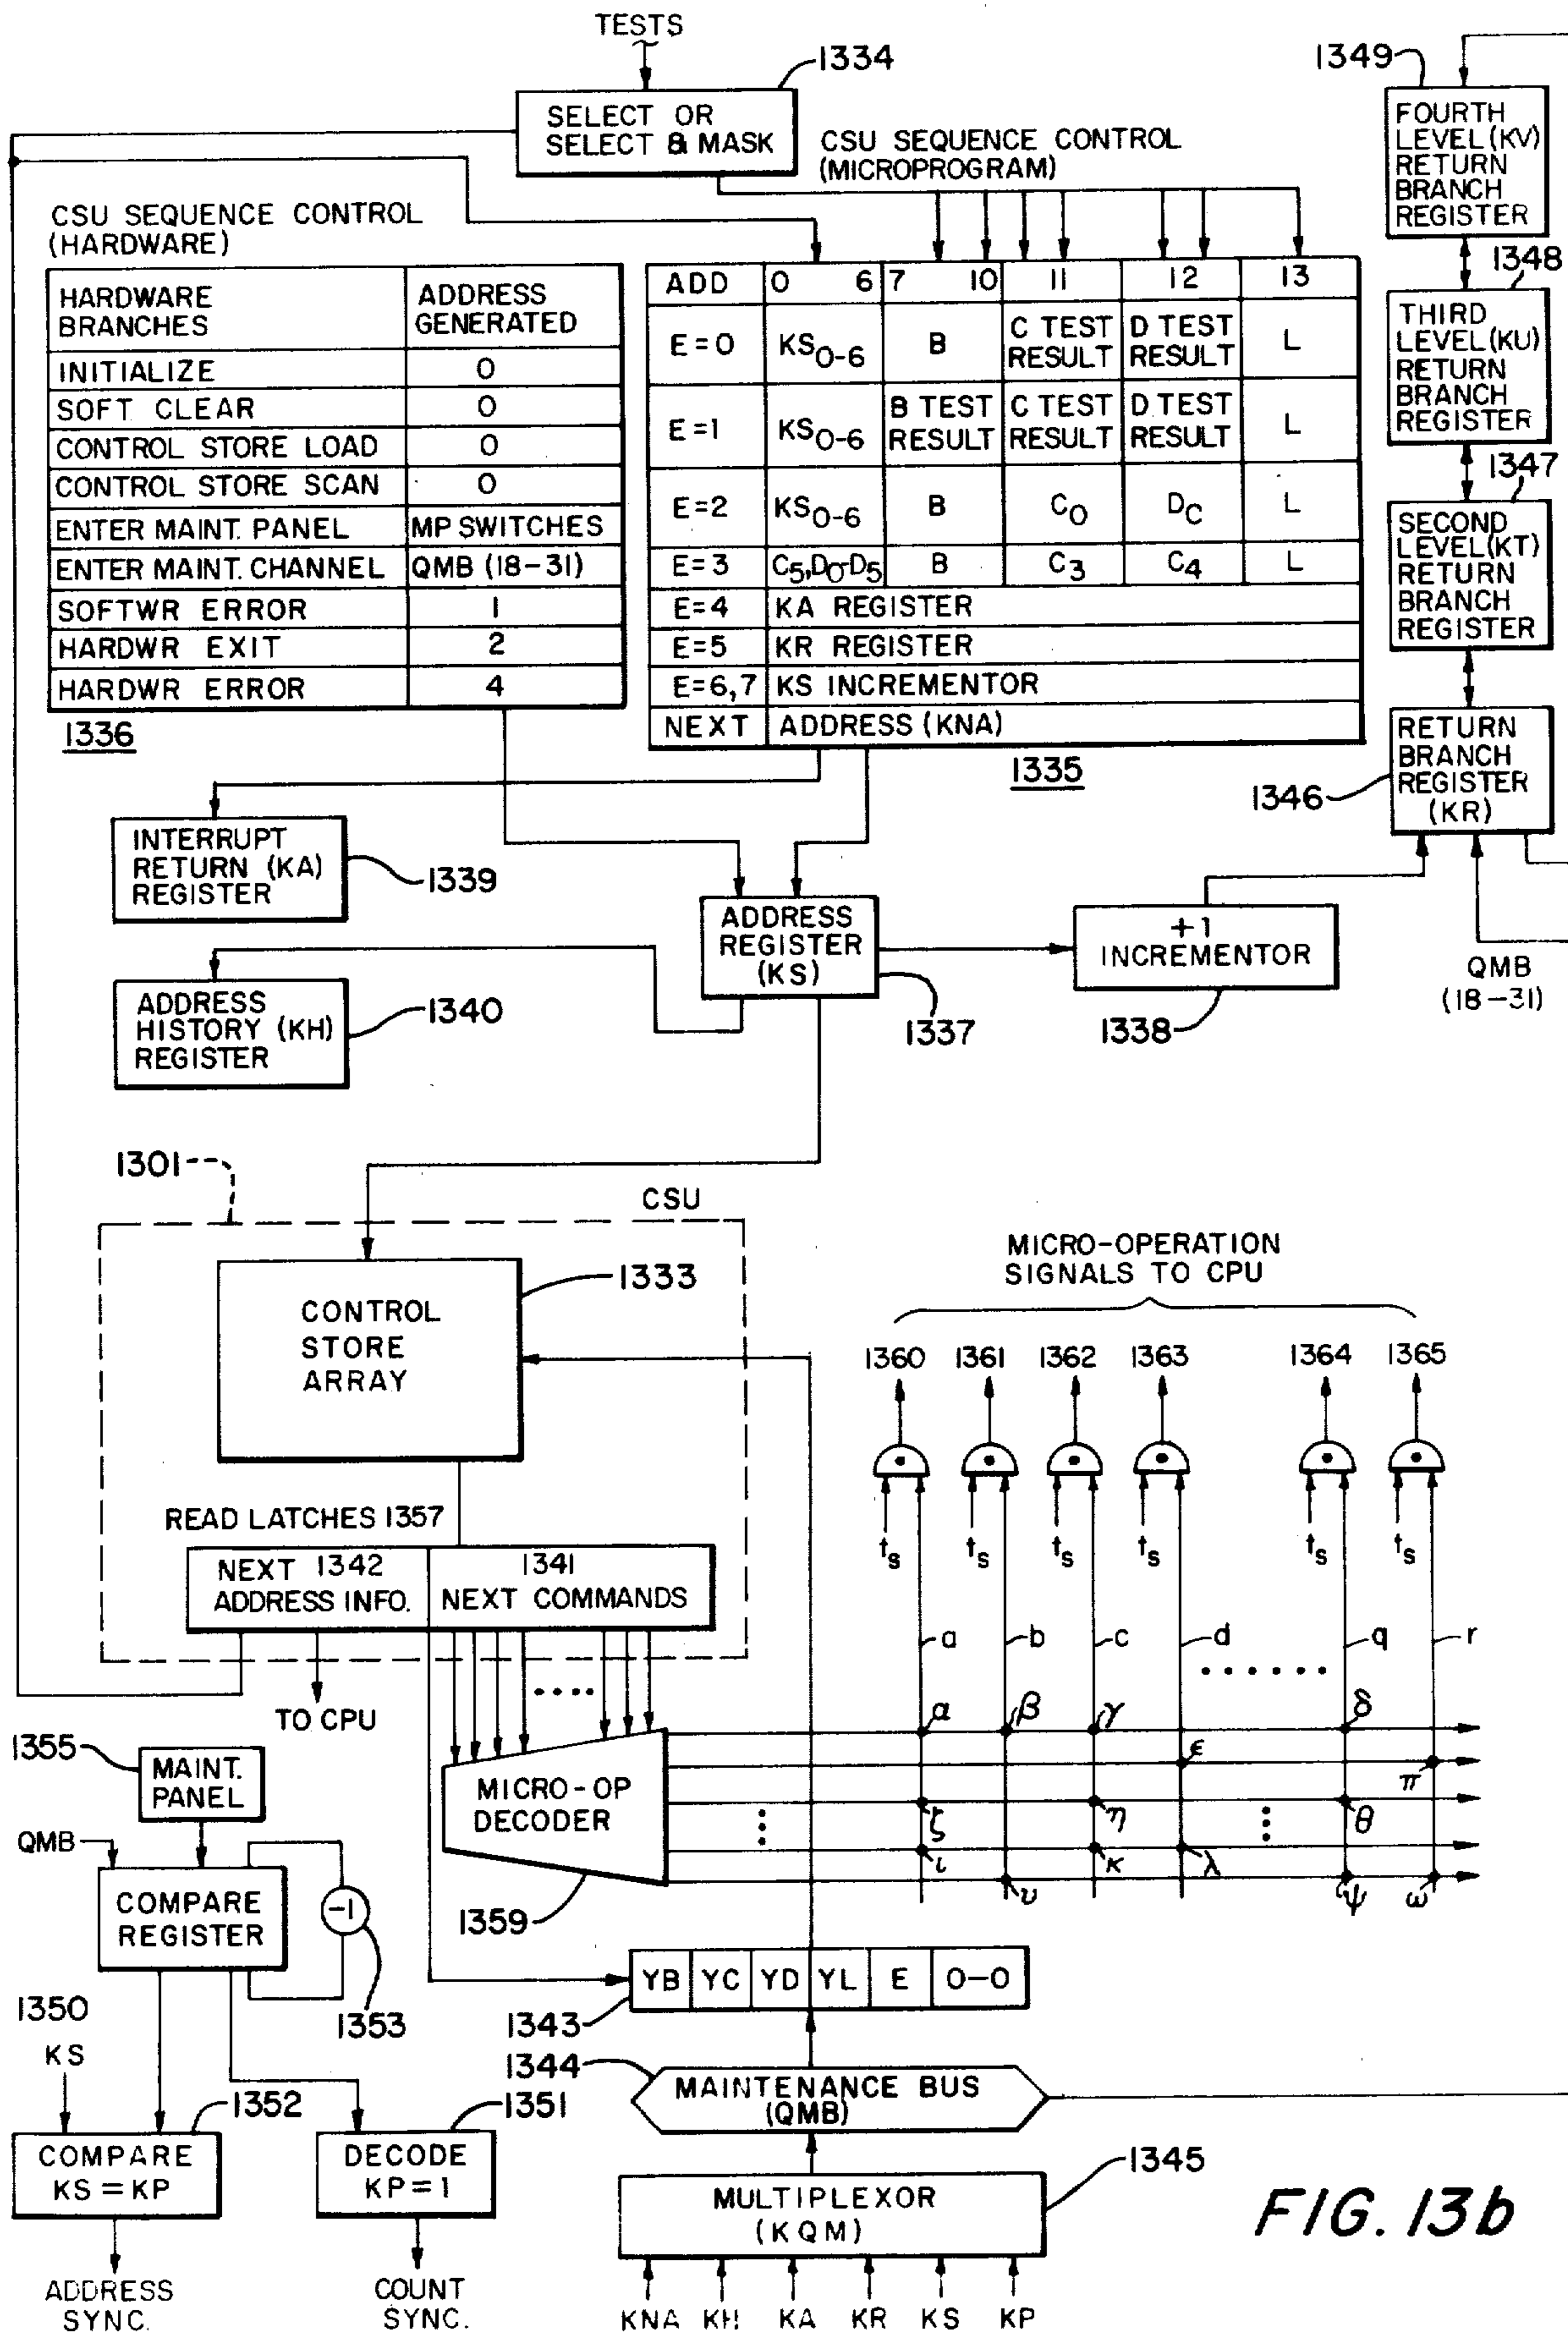 TESTS
1334
SELECT OR
SELECT & MASK
CSU SEQUENCE CONTROL
(MICROPROGRAM)
1349
FOURTH
LEVEL (KV)
RETURN
BRANCH
REGISTER
1348
THIRD
LEVEL (KU)
RETURN
BRANCH
REGISTER
1347
SECOND
LEVEL (KT)
RETURN
BRANCH
REGISTER
RETURN
BRANCH
REGISTER
(KR)
1346
CSU SEQUENCE CONTROL
(HARDWARE)
HARDWARE BRANCHES ADDRESS GENERATED
INITIALIZE 0
SOFT CLEAR 0
CONTROL STORE LOAD 0
CONTROL STORE SCAN 0
ENTER MAINT. PANEL MP SWITCHES
ENTER MAINT. CHANNEL QMB (18-31)
SOFTWR ERROR 1
HARDWR EXIT 2
HARDWR ERROR 4
1336
ADD 0 6 7 10 11 12 13
E=0 KS0-6 B C TEST RESULT D TEST RESULT L
E=1 KS0-6 B TEST RESULT C TEST RESULT D TEST RESULT L
E=2 KS0-6 B C0 DC L
E=3 C5,D0-D5 B C3 C4 L
E=4 KA REGISTER
E=5 KR REGISTER
E=6,7 KS INCREMENTOR
NEXT ADDRESS (KNA)
1335
INTERRUPT
RETURN (KA)
REGISTER
1339
ADDRESS
HISTORY (KH)
REGISTER
1340
ADDRESS
REGISTER
(KS)
1337
+1
INCREMENTOR
1338
QMB
(18-31)
1301
CSU
CONTROL
STORE
ARRAY
1333
READ LATCHES 1357
NEXT 1342
ADDRESS INFO.
1341
NEXT COMMANDS
TO CPU
MICRO-OPERATION
SIGNALS TO CPU
1360 1361 1362 1363 1364 1365
ts ts ts ts ts ts
a b c d q r
α β γ δ
ε π
ζ η θ
ι κ λ
υ ψ ω
MICRO-OP
DECODER
1359
1355
MAINT.
PANEL
QMB
COMPARE
REGISTER
-1
1353
1350
KS
1352
COMPARE
KS = KP
ADDRESS
SYNC.
1351
DECODE
KP=1
COUNT
SYNC.
YB YC YD YL E 0-0
1343
1344
MAINTENANCE BUS
(QMB)
1345
MULTIPLEXOR
(KQM)
KNA KH KA KR KS KP
FIG. 13b